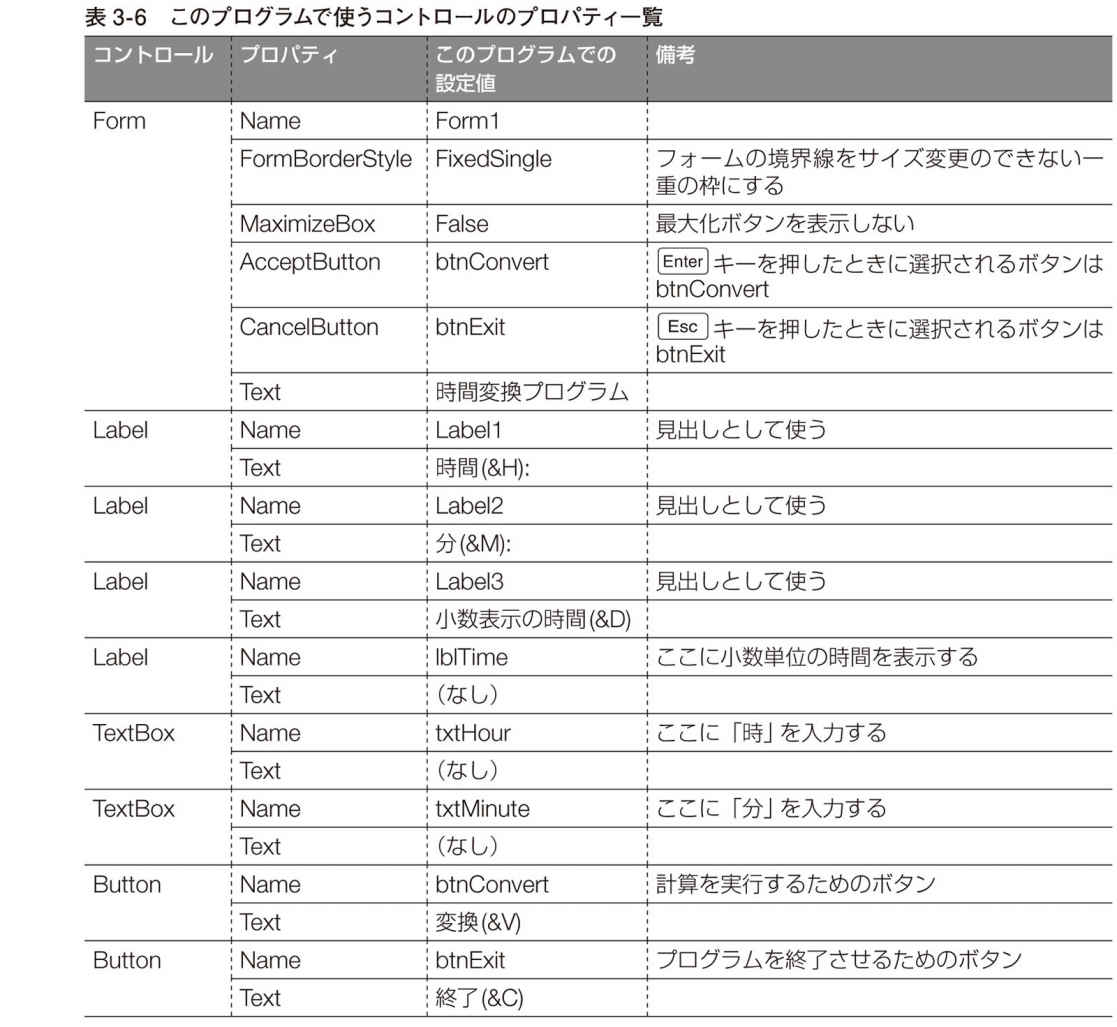 表 3-6 このプログラムで使うコントロールのプロパティ一覧
コントロール プロパティ このプログラムでの 備考
設定値
Form Name Form1
FormBorderStyle FixedSingle フォームの境界線をサイズ変更のできない一
重の枠にする
MaximizeBox False 最大化ボタンを表示しない
AcceptButton btnConvert Enter キーを押したときに選択されるボタンは
btnConvert
CancelButton btnExit Esc キーを押したときに選択されるボタンは
btnExit
Text 時間変換プログラム
Label Name Label1 見出しとして使う
Text 時間(&H):
Label Name Label2 見出しとして使う
Text 分(&M):
Label Name Label3 見出しとして使う
Text 小数表示の時間(&D)
Label Name lblTime ここに小数単位の時間を表示する
Text （なし）
TextBox Name txtHour ここに「時」を入力する
Text （なし）
TextBox Name txtMinute ここに「分」を入力する
Text （なし）
Button Name btnConvert 計算を実行するためのボタン
Text 変換(&V)
Button Name btnExit プログラムを終了させるためのボタン
Text 終了(&C)